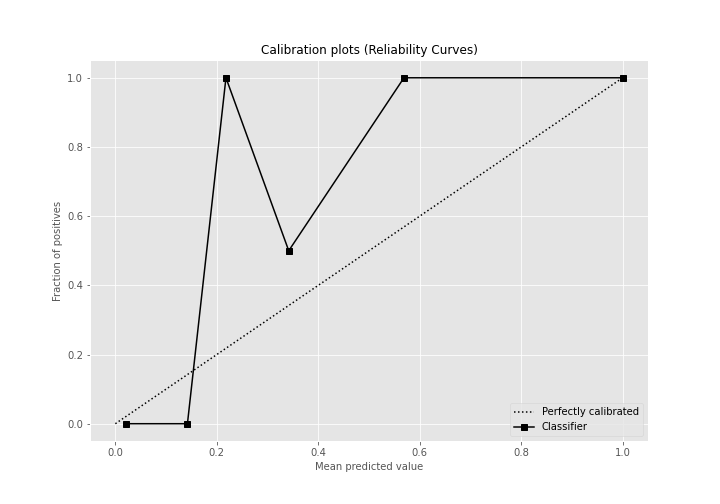 Calibration plots (Reliability Curves)
1.0
0.8
0.6
0.4
0.2
0.0
Fraction of positives
0.0 0.2 0.4 0.6 0.8 1.0
Mean predicted value
Perfectly calibrated
Classifier